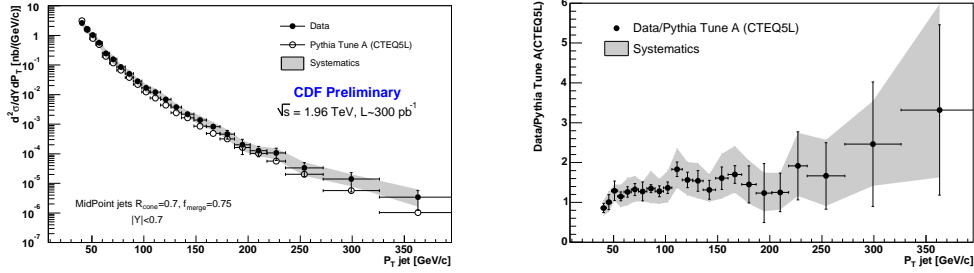 d²σ/dY dP_T [nb/(GeV/c)]
10
1
10⁻¹
10⁻²
10⁻³
10⁻⁴
10⁻⁵
10⁻⁶
10⁻⁷
Data
Pythia Tune A (CTEQ5L)
Systematics
CDF Preliminary
√s = 1.96 TeV, L~300 pb⁻¹
MidPoint jets R_cone=0.7, f_merge=0.75
|Y|<0.7
50 100 150 200 250 300 350
P_T jet [GeV/c]
Data/Pythia Tune A(CTEQ5L)
6
5
4
3
2
1
0
Data/Pythia Tune A (CTEQ5L)
Systematics
50 100 150 200 250 300 350
P_T jet [GeV/c]